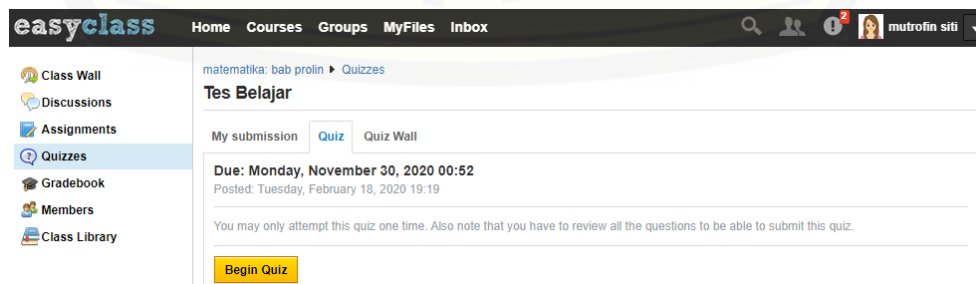 easyclass Home Courses Groups MyFiles Inbox 2 mutrofin siti
Class Wall
Discussions
Assignments
Quizzes
Gradebook
Members
Class Library
matematika: bab prolin ▸ Quizzes
Tes Belajar
My submission Quiz Quiz Wall
Due: Monday, November 30, 2020 00:52
Posted: Tuesday, February 18, 2020 19:19
You may only attempt this quiz one time. Also note that you have to review all the questions to be able to submit this quiz.
Begin Quiz